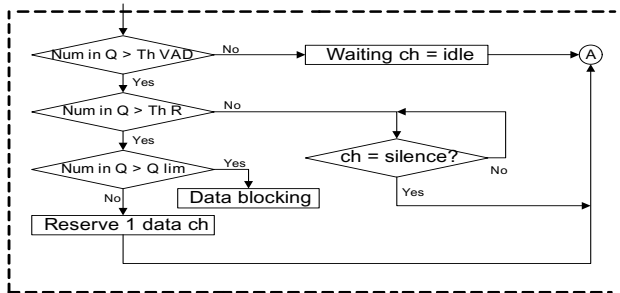 Num in Q > Th VAD
No
Waiting ch = idle
A
Yes
Num in Q > Th R
No
Yes
ch = silence?
No
Num in Q > Q lim
Yes
Yes
Data blocking
No
Reserve 1 data ch